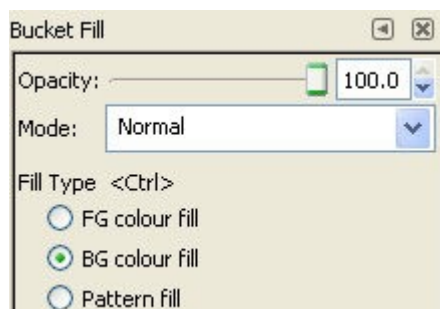 Bucket Fill
Opacity: 100.0
Mode: Normal
Fill Type <Ctrl>
FG colour fill
BG colour fill
Pattern fill